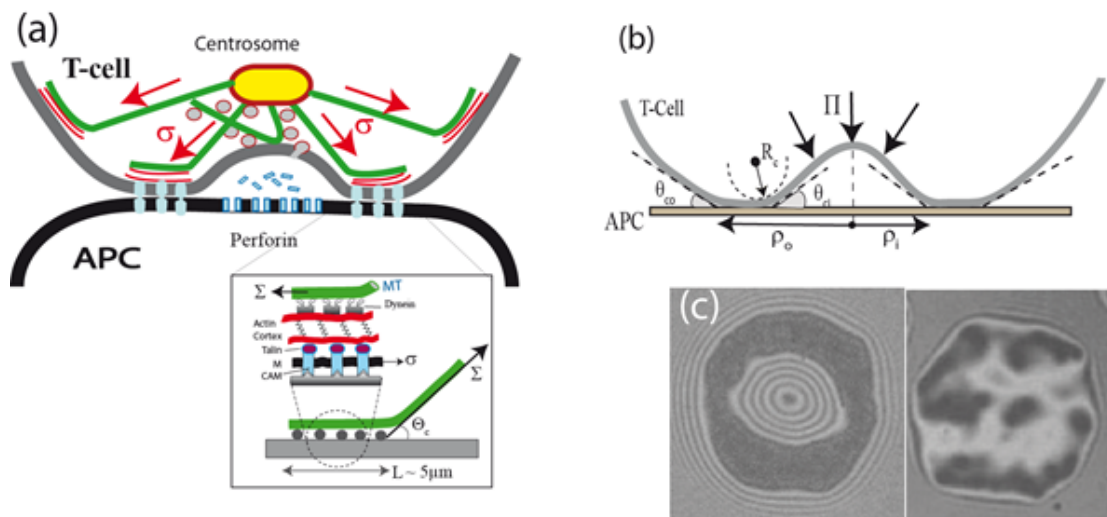 (a)
Centrosome
T-cell
σ
σ
Perforin
APC
Σ
MT
Dynein
Actin
Cortex
Talin
M
σ
CAM
Σ
Θc
L ~ 5μm
(b)
T-Cell
Π
Rc
θco
θci
APC
ρo
ρi
(c)